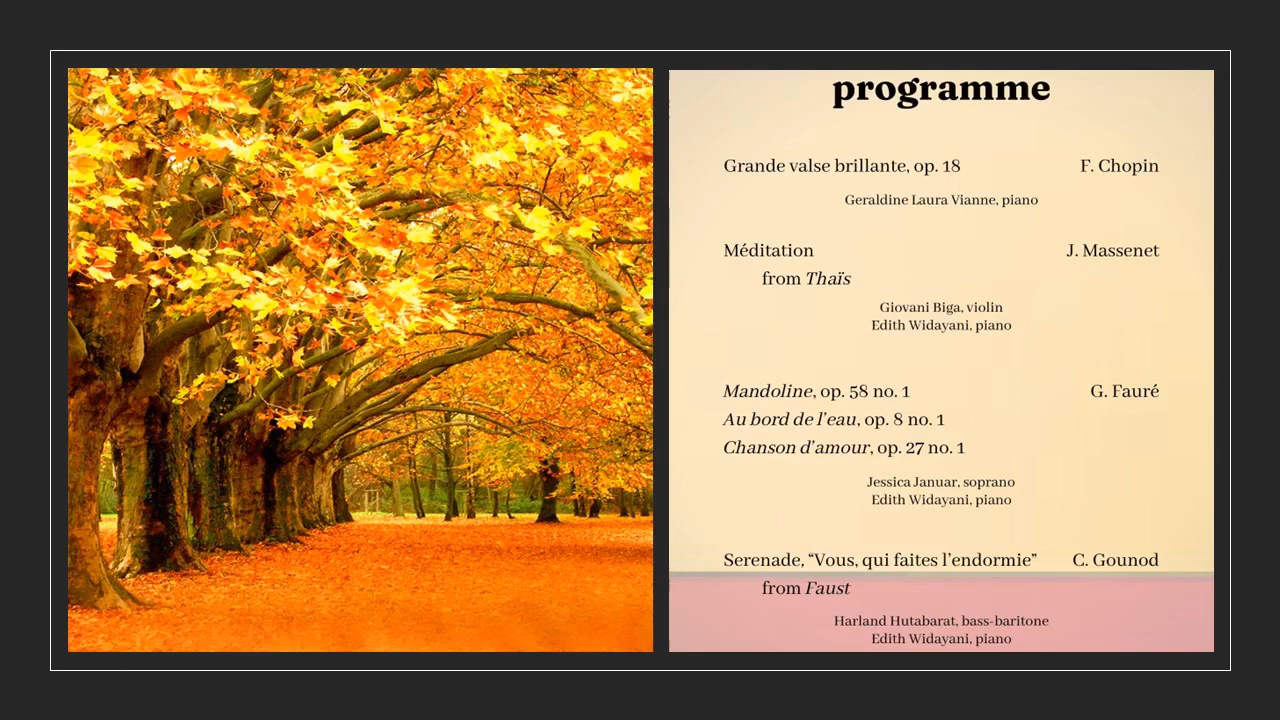 programme
Grande valse brillante, op. 18 F. Chopin
Geraldine Laura Vianne, piano
Méditation J. Massenet
from Thaïs
Giovani Biga, violin
Edith Widayani, piano
Mandoline, op. 58 no. 1 G. Fauré
Au bord de l’eau, op. 8 no. 1
Chanson d’amour, op. 27 no. 1
Jessica Januar, soprano
Edith Widayani, piano
Serenade, “Vous, qui faites l’endormie” C. Gounod
from Faust
Harland Hutabarat, bass-baritone
Edith Widayani, piano